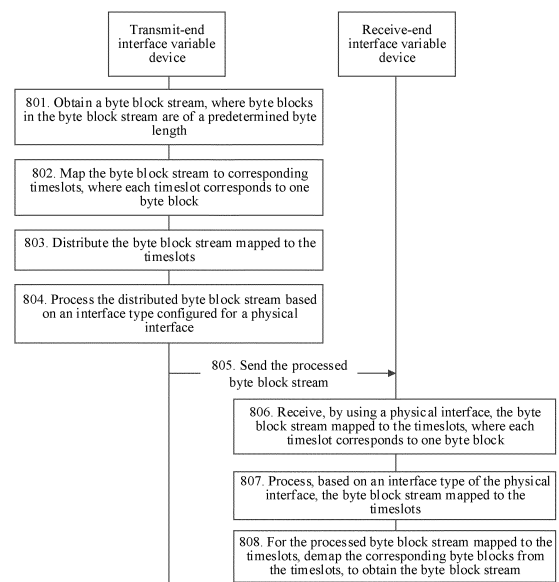 Transmit-end
interface variable
device
Receive-end
interface variable
device
801. Obtain a byte block stream, where byte blocks
in the byte block stream are of a predetermined byte
length
802. Map the byte block stream to corresponding
timeslots, where each timeslot corresponds to one
byte block
803. Distribute the byte block stream mapped to the
timeslots
804. Process the distributed byte block stream based
on an interface type configured for a physical
interface
805. Send the processed
byte block stream
806. Receive, by using a physical interface, the byte
block stream mapped to the timeslots, where each
timeslot corresponds to one byte block
807. Process, based on an interface type of the physical
interface, the byte block stream mapped to the
timeslots
808. For the processed byte block stream mapped to the
timeslots, demap the corresponding byte blocks from
the timeslots, to obtain the byte block stream